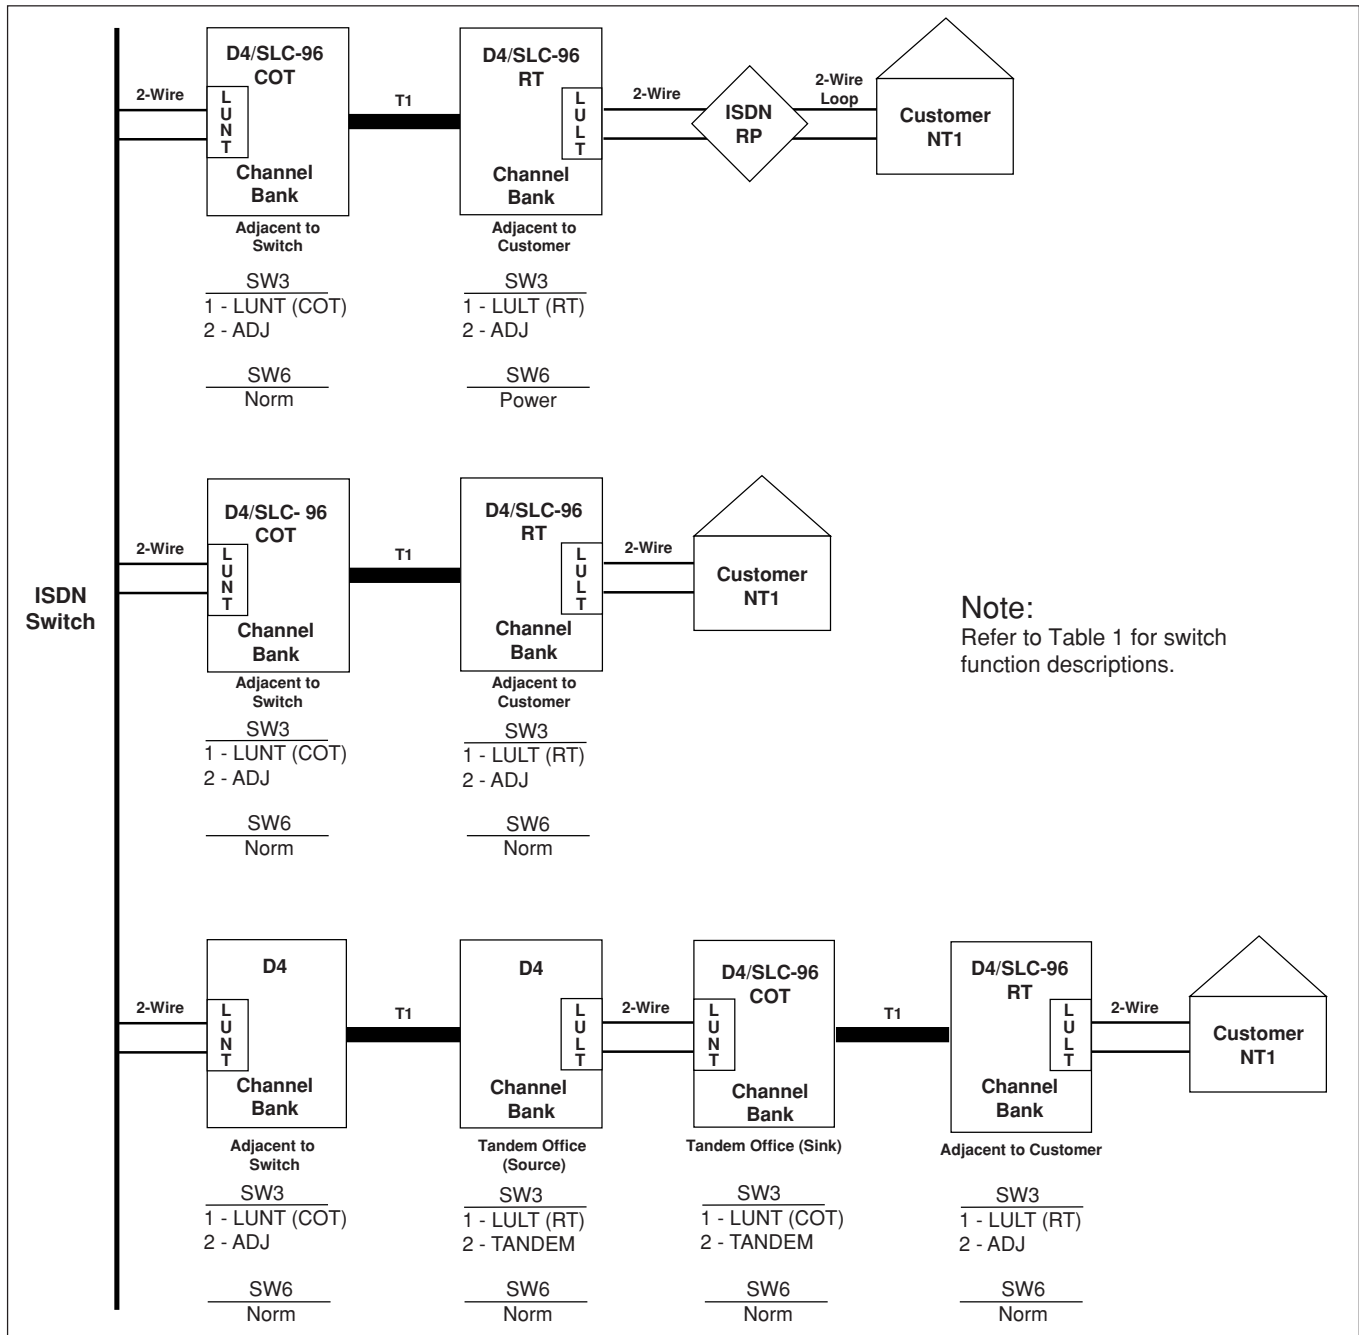 D4/SLC-96
COT
D4/SLC-96
RT
2-Wire
L
U
N
T
T1
L
U
L
T
2-Wire
ISDN
RP
2-Wire
Loop
Customer
NT1
Channel
Bank
Channel
Bank
Adjacent to
Switch
Adjacent to
Customer
SW3
1 - LUNT (COT)
2 - ADJ
SW3
1 - LULT (RT)
2 - ADJ
SW6
Norm
SW6
Power
ISDN
Switch
D4/SLC- 96
COT
D4/SLC-96
RT
2-Wire
L
U
N
T
T1
L
U
L
T
2-Wire
Customer
NT1
Channel
Bank
Channel
Bank
Adjacent to
Switch
Adjacent to
Customer
SW3
1 - LUNT (COT)
2 - ADJ
SW3
1 - LULT (RT)
2 - ADJ
SW6
Norm
SW6
Norm
Note:
Refer to Table 1 for switch
function descriptions.
D4
D4
D4/SLC-96
COT
D4/SLC-96
RT
2-Wire
L
U
N
T
T1
L
U
L
T
2-Wire
L
U
N
T
T1
L
U
L
T
2-Wire
Customer
NT1
Channel
Bank
Channel
Bank
Channel
Bank
Channel
Bank
Adjacent to
Switch
Tandem Office
(Source)
Tandem Office (Sink)
Adjacent to Customer
SW3
1 - LUNT (COT)
2 - ADJ
SW3
1 - LULT (RT)
2 - TANDEM
SW3
1 - LUNT (COT)
2 - TANDEM
SW3
1 - LULT (RT)
2 - ADJ
SW6
Norm
SW6
Norm
SW6
Norm
SW6
Norm